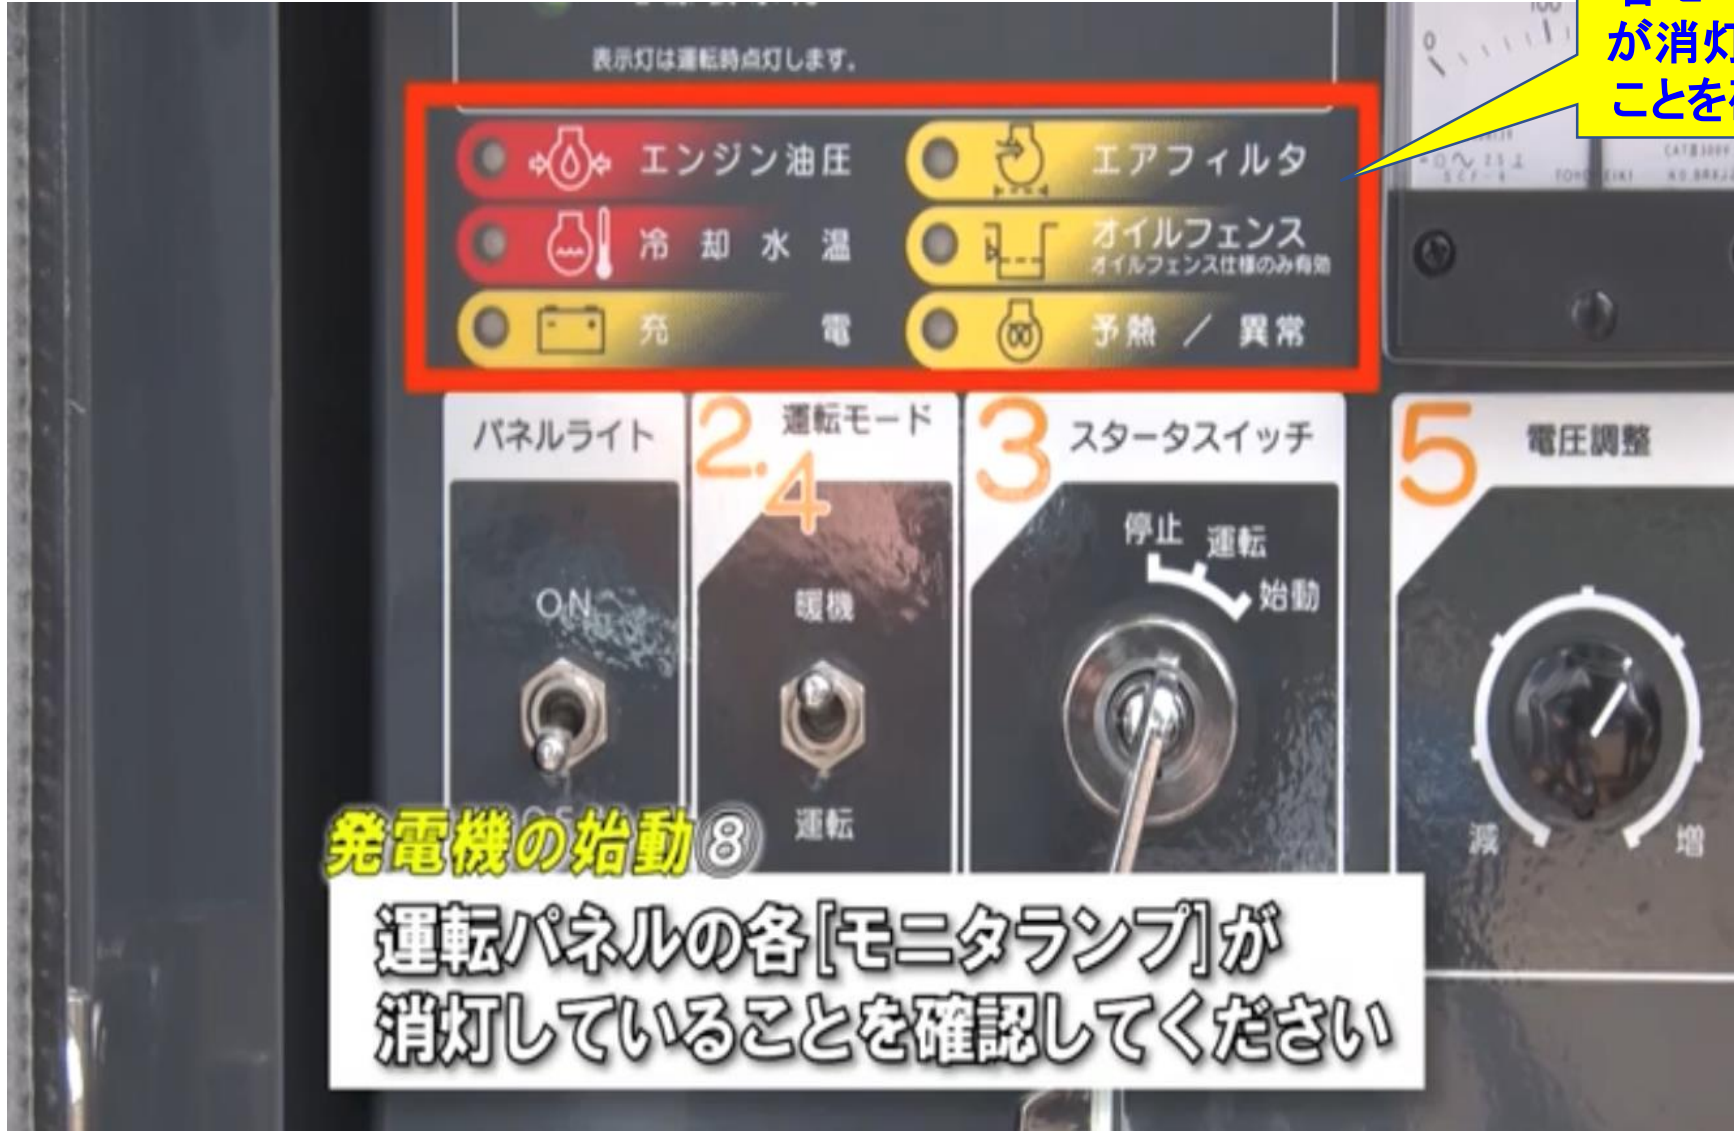 表示灯は運転時点灯します。
が消灯
ことを
100
0
エンジン油圧
エアフィルタ
冷却水温
オイルフェンス
オイルフェンス仕様のみ有効
充電
予熱 / 異常
パネルライト
2.4
運転モード
3
スタータスイッチ
5
電圧調整
停止
運転
始動
ON
暖機
運転
減
増
発電機の始動⑧
運転パネルの各[モニタランプ]が
消灯していることを確認してください